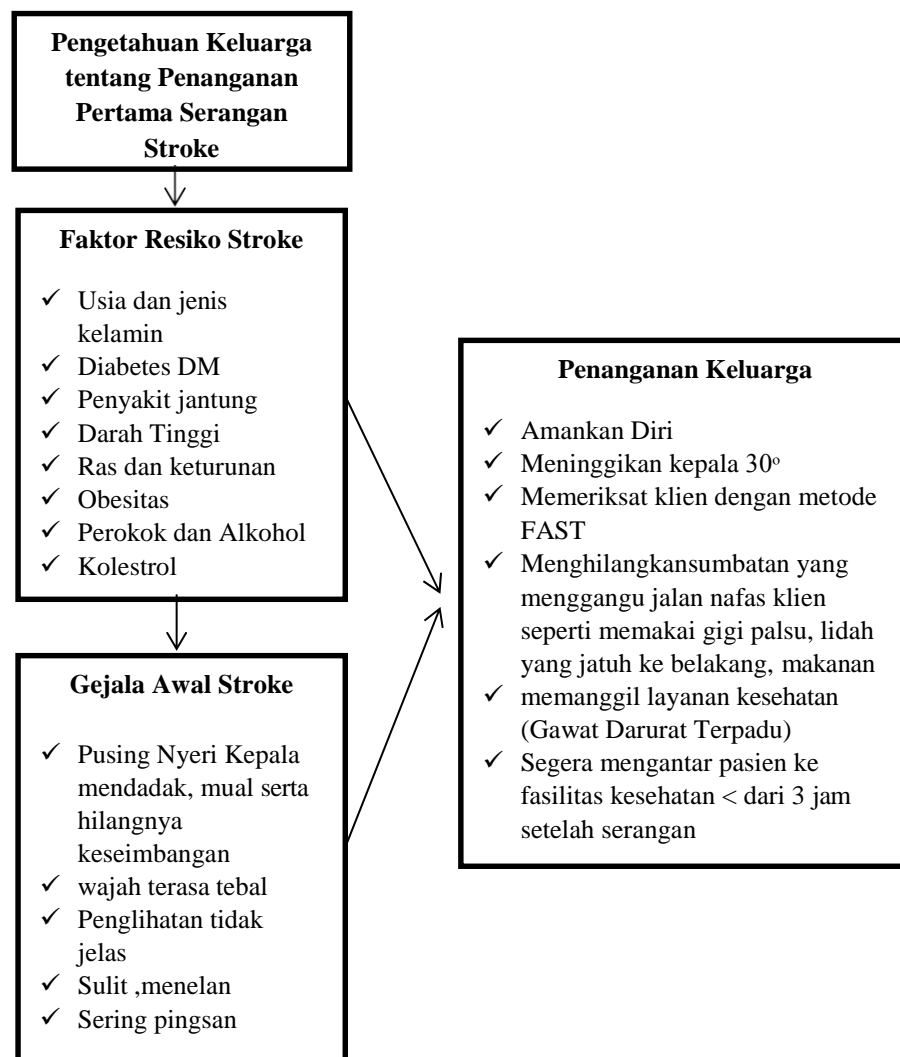 Pengetahuan Keluarga
tentang Penanganan
Pertama Serangan
Stroke
Faktor Resiko Stroke
✓ Usia dan jenis
kelamin
✓ Diabetes DM
✓ Penyakit jantung
✓ Darah Tinggi
✓ Ras dan keturunan
✓ Obesitas
✓ Perokok dan Alkohol
✓ Kolestrol
Gejala Awal Stroke
✓ Pusing Nyeri Kepala
mendadak, mual serta
hilangnya
keseimbangan
✓ wajah terasa tebal
✓ Penglihatan tidak
jelas
✓ Sulit ,menelan
✓ Sering pingsan
Penanganan Keluarga
✓ Amankan Diri
✓ Meninggikan kepala 30º
✓ Memeriksat klien dengan metode
FAST
✓ Menghilangkansumbatan yang
menggangu jalan nafas klien
seperti memakai gigi palsu, lidah
yang jatuh ke belakang, makanan
✓ memanggil layanan kesehatan
(Gawat Darurat Terpadu)
✓ Segera mengantar pasien ke
fasilitas kesehatan < dari 3 jam
setelah serangan